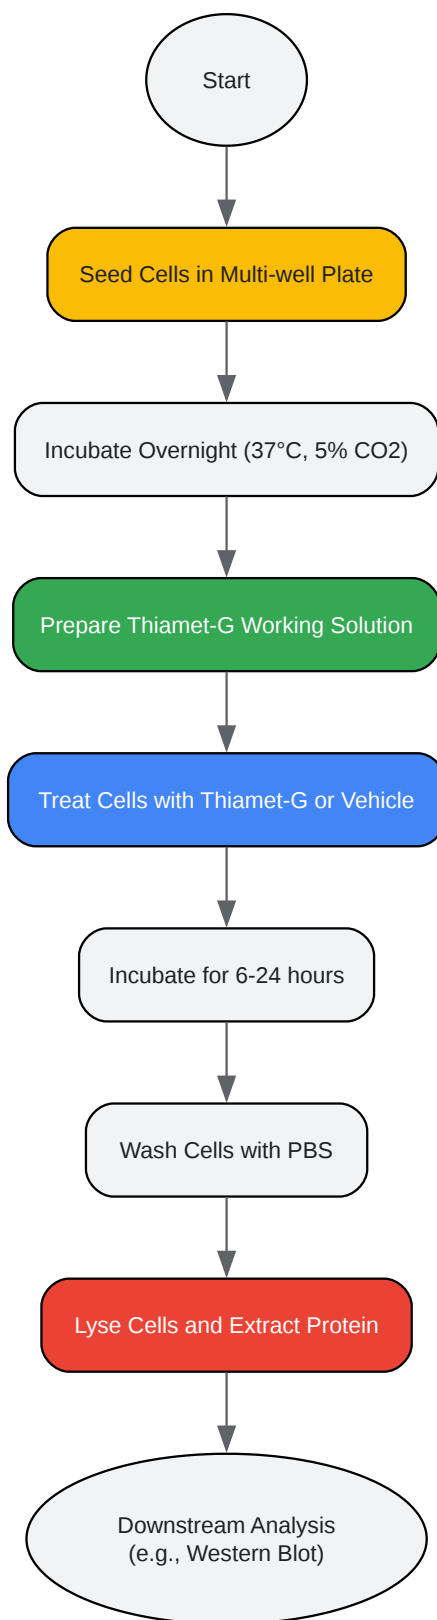 Start
Seed Cells in Multi-well Plate
Incubate Overnight (37°C, 5% CO2)
Prepare Thiamet-G Working Solution
Treat Cells with Thiamet-G or Vehicle
Incubate for 6-24 hours
Wash Cells with PBS
Lyse Cells and Extract Protein
Downstream Analysis
(e.g., Western Blot)